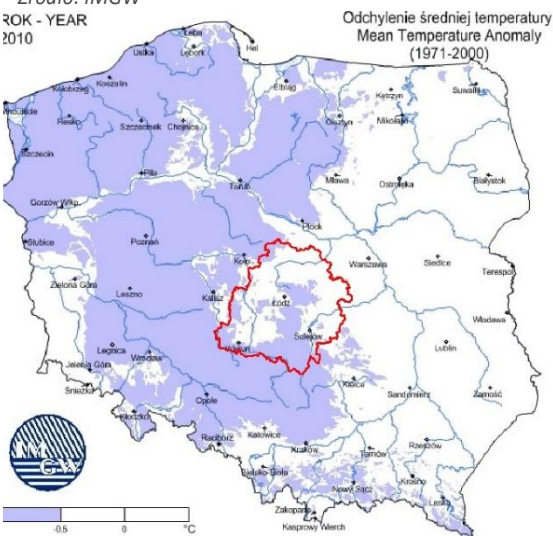 źródło: IMGW
ROK - YEAR
2010
Odchylenie średniej temperatury
Mean Temperature Anomaly
(1971-2000)
Łeba
Hel
Ustka
Lębork
Kołobrzeg
Koszalin
Elbląg
Kętrzyn
Suwałki
Resko
Szczecinek
Chojnice
Olsztyn
Mikołajki
Szczecin
Piła
Toruń
Mława
Ostrołęka
Białystok
Gorzów Wlkp.
Płock
Słubice
Poznań
Koło
Warszawa
Siedlce
Terespol
Zielona Góra
Leszno
Kalisz
Łódź
Włodawa
Sulejów
Legnica
Wrocław
Wieluń
Lublin
Jelenia Góra
Kielce
Śnieżka
Opole
Sandomierz
Zamość
Kłodzko
Racibórz
Katowice
Kraków
Tarnów
Rzeszów
Bielsko-Biała
Nowy Sącz
Krosno
Lesko
Zakopane
Kasprowy Wierch
IM
GW
-0.5
0
°C